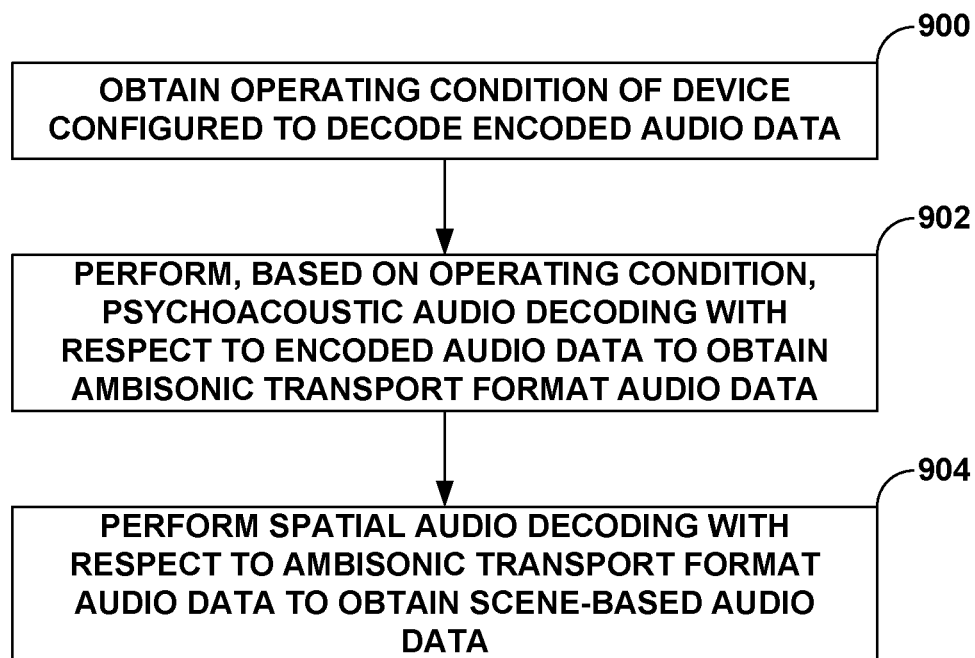 900
OBTAIN OPERATING CONDITION OF DEVICE
CONFIGURED TO DECODE ENCODED AUDIO DATA
902
PERFORM, BASED ON OPERATING CONDITION,
PSYCHOACOUSTIC AUDIO DECODING WITH
RESPECT TO ENCODED AUDIO DATA TO OBTAIN
AMBISONIC TRANSPORT FORMAT AUDIO DATA
904
PERFORM SPATIAL AUDIO DECODING WITH
RESPECT TO AMBISONIC TRANSPORT FORMAT
AUDIO DATA TO OBTAIN SCENE-BASED AUDIO
DATA